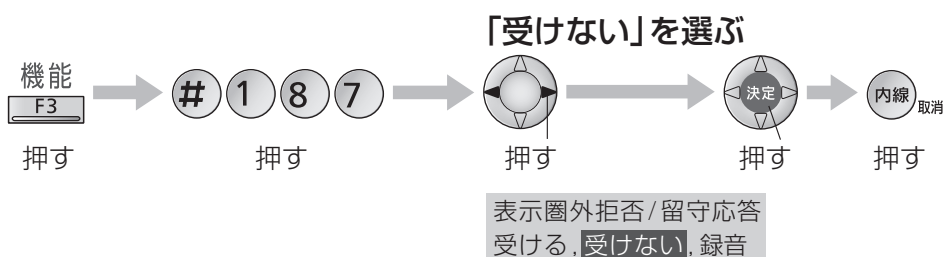 「受けない」を選ぶ
機能
F3
# 1 8 7
決定
内線 取消
押す 押す 押す 押す 押す
表示圏外拒否/留守応答
受ける,受けない,録音